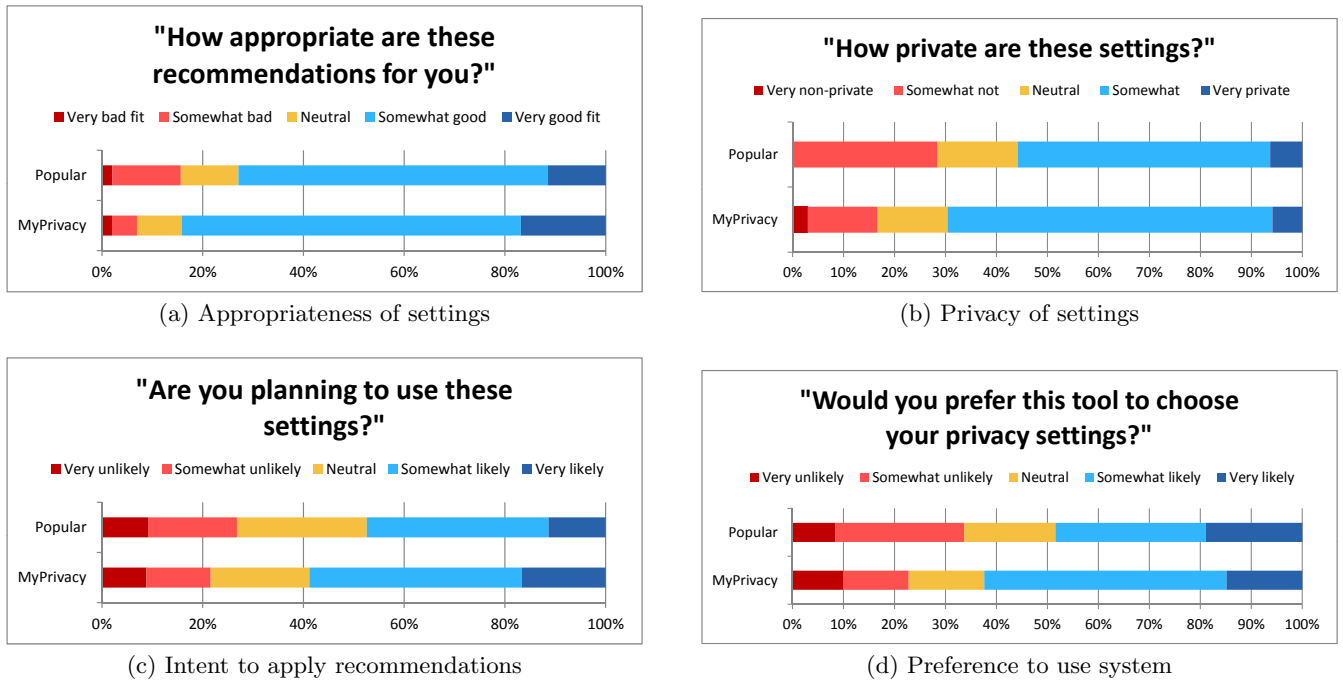 "How appropriate are these
recommendations for you?"
Very bad fit Somewhat bad Neutral Somewhat good Very good fit
Popular
MyPrivacy
0% 20% 40% 60% 80% 100%
(a) Appropriateness of settings
"How private are these settings?"
Very non-private Somewhat not Neutral Somewhat Very private
Popular
MyPrivacy
0% 10% 20% 30% 40% 50% 60% 70% 80% 90% 100%
(b) Privacy of settings
"Are you planning to use these
settings?"
Very unlikely Somewhat unlikely Neutral Somewhat likely Very likely
Popular
MyPrivacy
0% 20% 40% 60% 80% 100%
(c) Intent to apply recommendations
"Would you prefer this tool to choose
your privacy settings?"
Very unlikely Somewhat unlikely Neutral Somewhat likely Very likely
Popular
MyPrivacy
0% 10% 20% 30% 40% 50% 60% 70% 80% 90% 100%
(d) Preference to use system